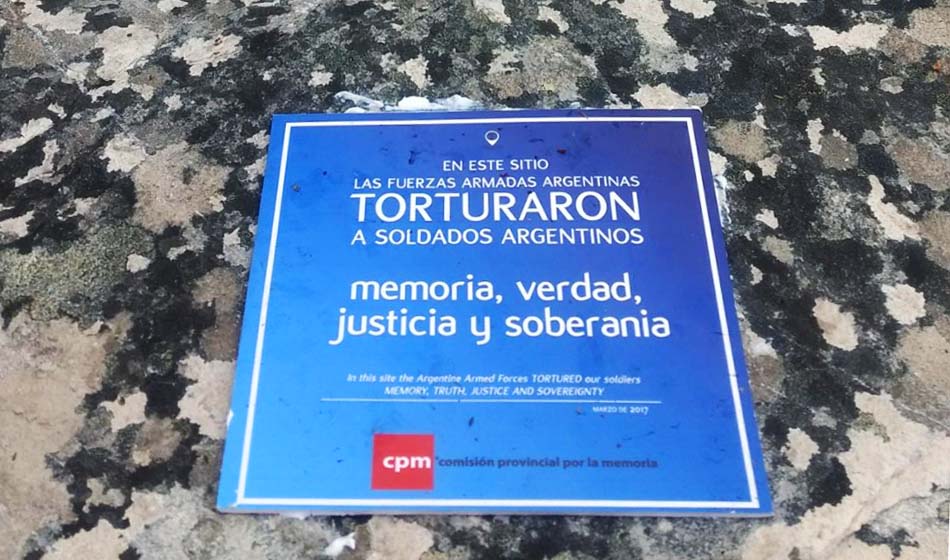 EN ESTE SITIO
LAS FUERZAS ARMADAS ARGENTINAS
TORTURARON
A SOLDADOS ARGENTINOS
memoria, verdad,
justicia y soberania
In this site the Argentine Armed Forces TORTURED our soldiers
MEMORY, TRUTH, JUSTICE AND SOVEREIGNTY
MARZO DE 2017
cpm comisión provincial por la memoria